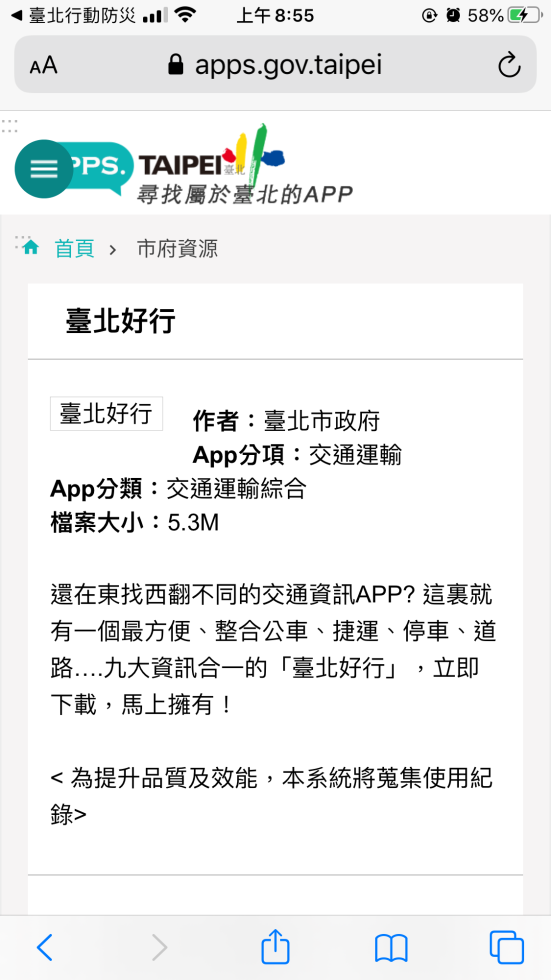 ◀ 臺北行動防災 上午 8:55 58%
AA apps.gov.taipei
APPS. TAIPEI臺北
尋找屬於臺北的APP
首頁 › 市府資源
臺北好行
臺北好行
作者：臺北市政府
App分項：交通運輸
App分類：交通運輸綜合
檔案大小：5.3M
還在東找西翻不同的交通資訊APP? 這裏就
有一個最方便、整合公車、捷運、停車、道
路....九大資訊合一的「臺北好行」，立即
下載，馬上擁有！
< 為提升品質及效能，本系統將蒐集使用紀
錄>